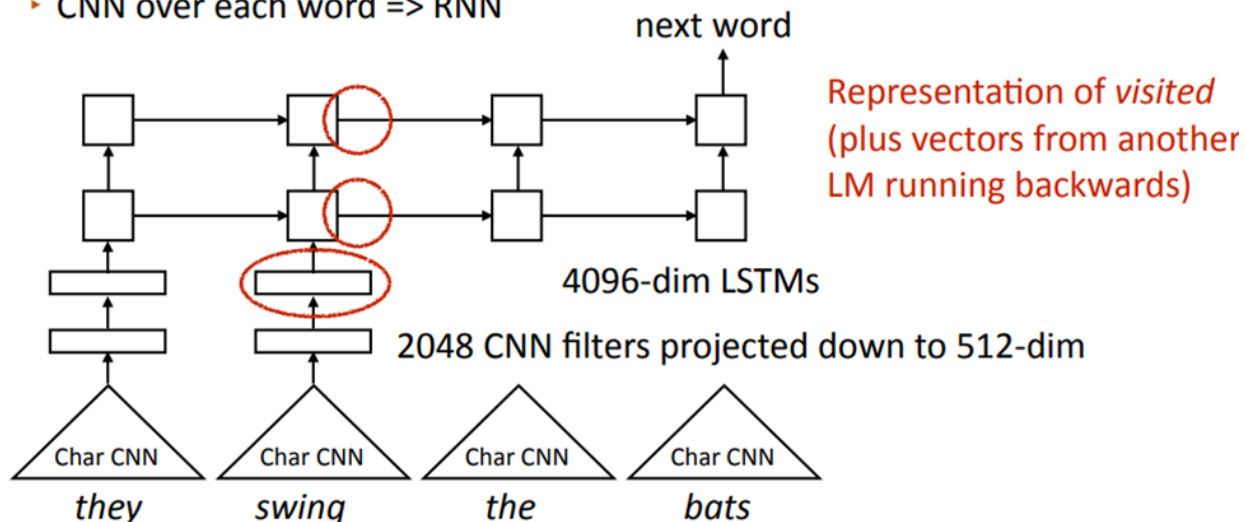 ‣ CNN over each word => RNN
next word
Representation of visited
(plus vectors from another
LM running backwards)
4096-dim LSTMs
2048 CNN filters projected down to 512-dim
Char CNN Char CNN Char CNN Char CNN
they swing the bats